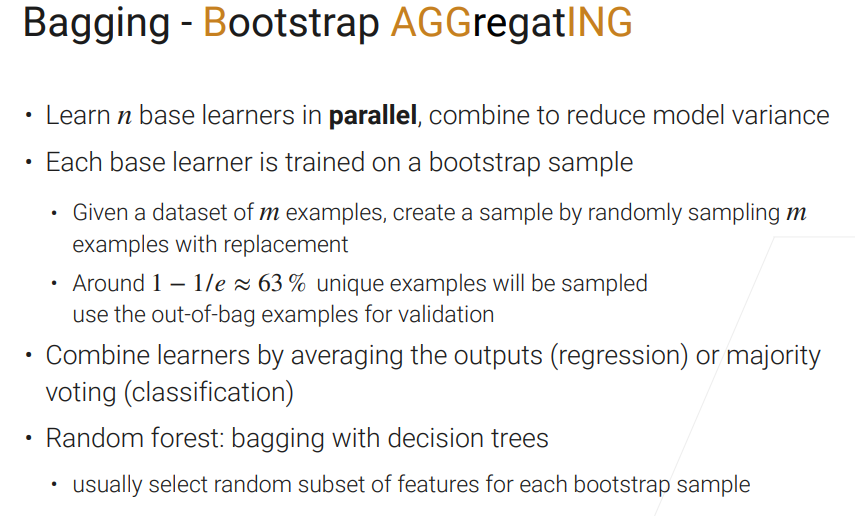 Bagging - Bootstrap AGGregatING
• Learn n base learners in parallel, combine to reduce model variance
• Each base learner is trained on a bootstrap sample
• Given a dataset of m examples, create a sample by randomly sampling m
examples with replacement
• Around 1 − 1/e ≈ 63 % unique examples will be sampled
use the out-of-bag examples for validation
• Combine learners by averaging the outputs (regression) or majority
voting (classification)
• Random forest: bagging with decision trees
• usually select random subset of features for each bootstrap sample